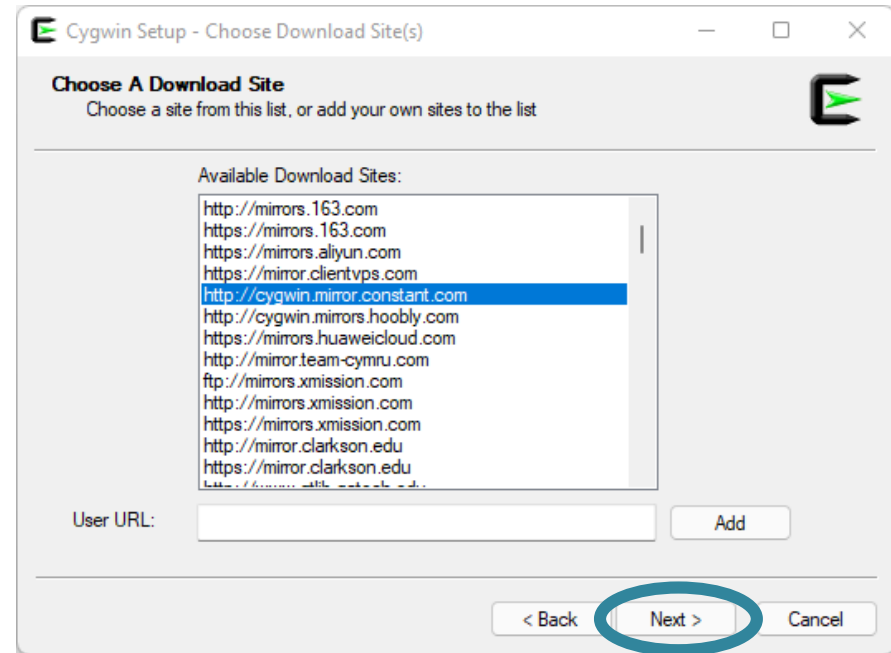 Cygwin Setup - Choose Download Site(s)
Choose A Download Site
Choose a site from this list, or add your own sites to the list
Available Download Sites:
http://mirrors.163.com
https://mirrors.163.com
https://mirrors.aliyun.com
https://mirror.clientvps.com
http://cygwin.mirror.constant.com
http://cygwin.mirrors.hoobly.com
https://mirrors.huaweicloud.com
http://mirror.team-cymru.com
ftp://mirrors.xmission.com
http://mirrors.xmission.com
https://mirrors.xmission.com
http://mirror.clarkson.edu
https://mirror.clarkson.edu
User URL:
Add
< Back Next > Cancel